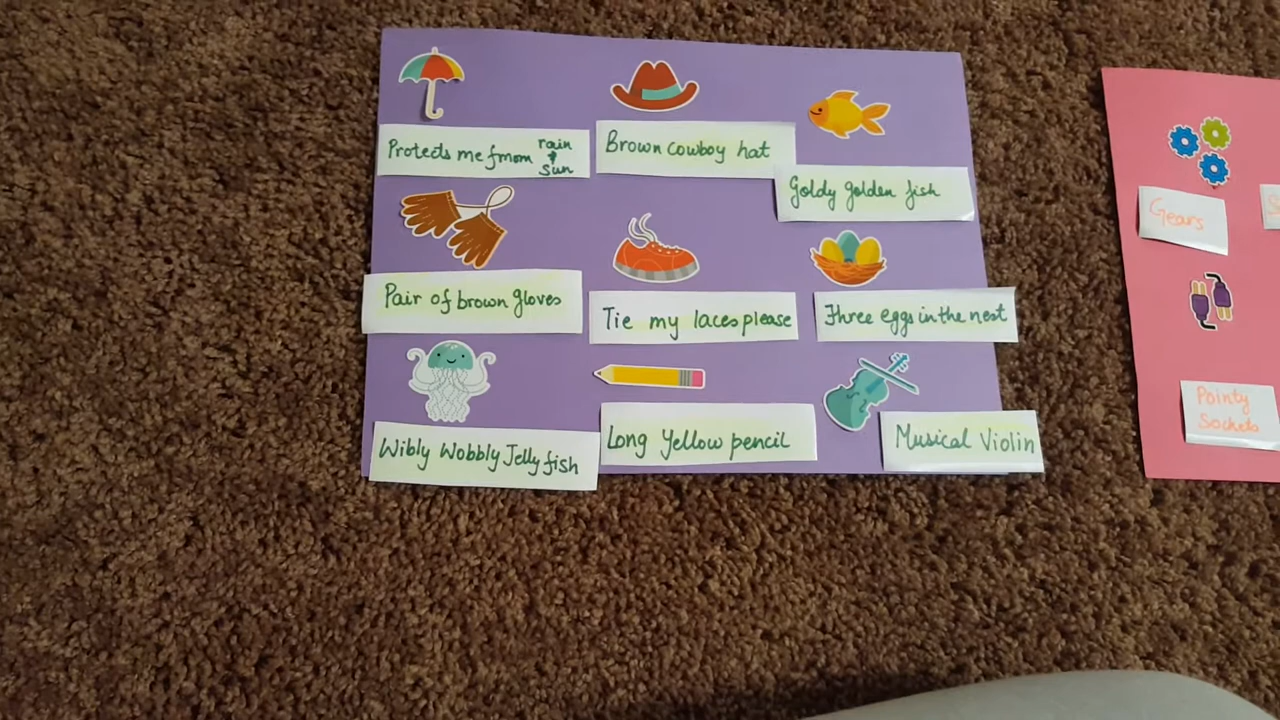 Protects me from rain & sun
Brown cowboy hat
Goldy golden fish
Pair of brown gloves
Tie my laces please
Three eggs in the nest
Wibly Wobbly Jelly fish
Long Yellow pencil
Musical Violin
Gears
Pointy
Sockets